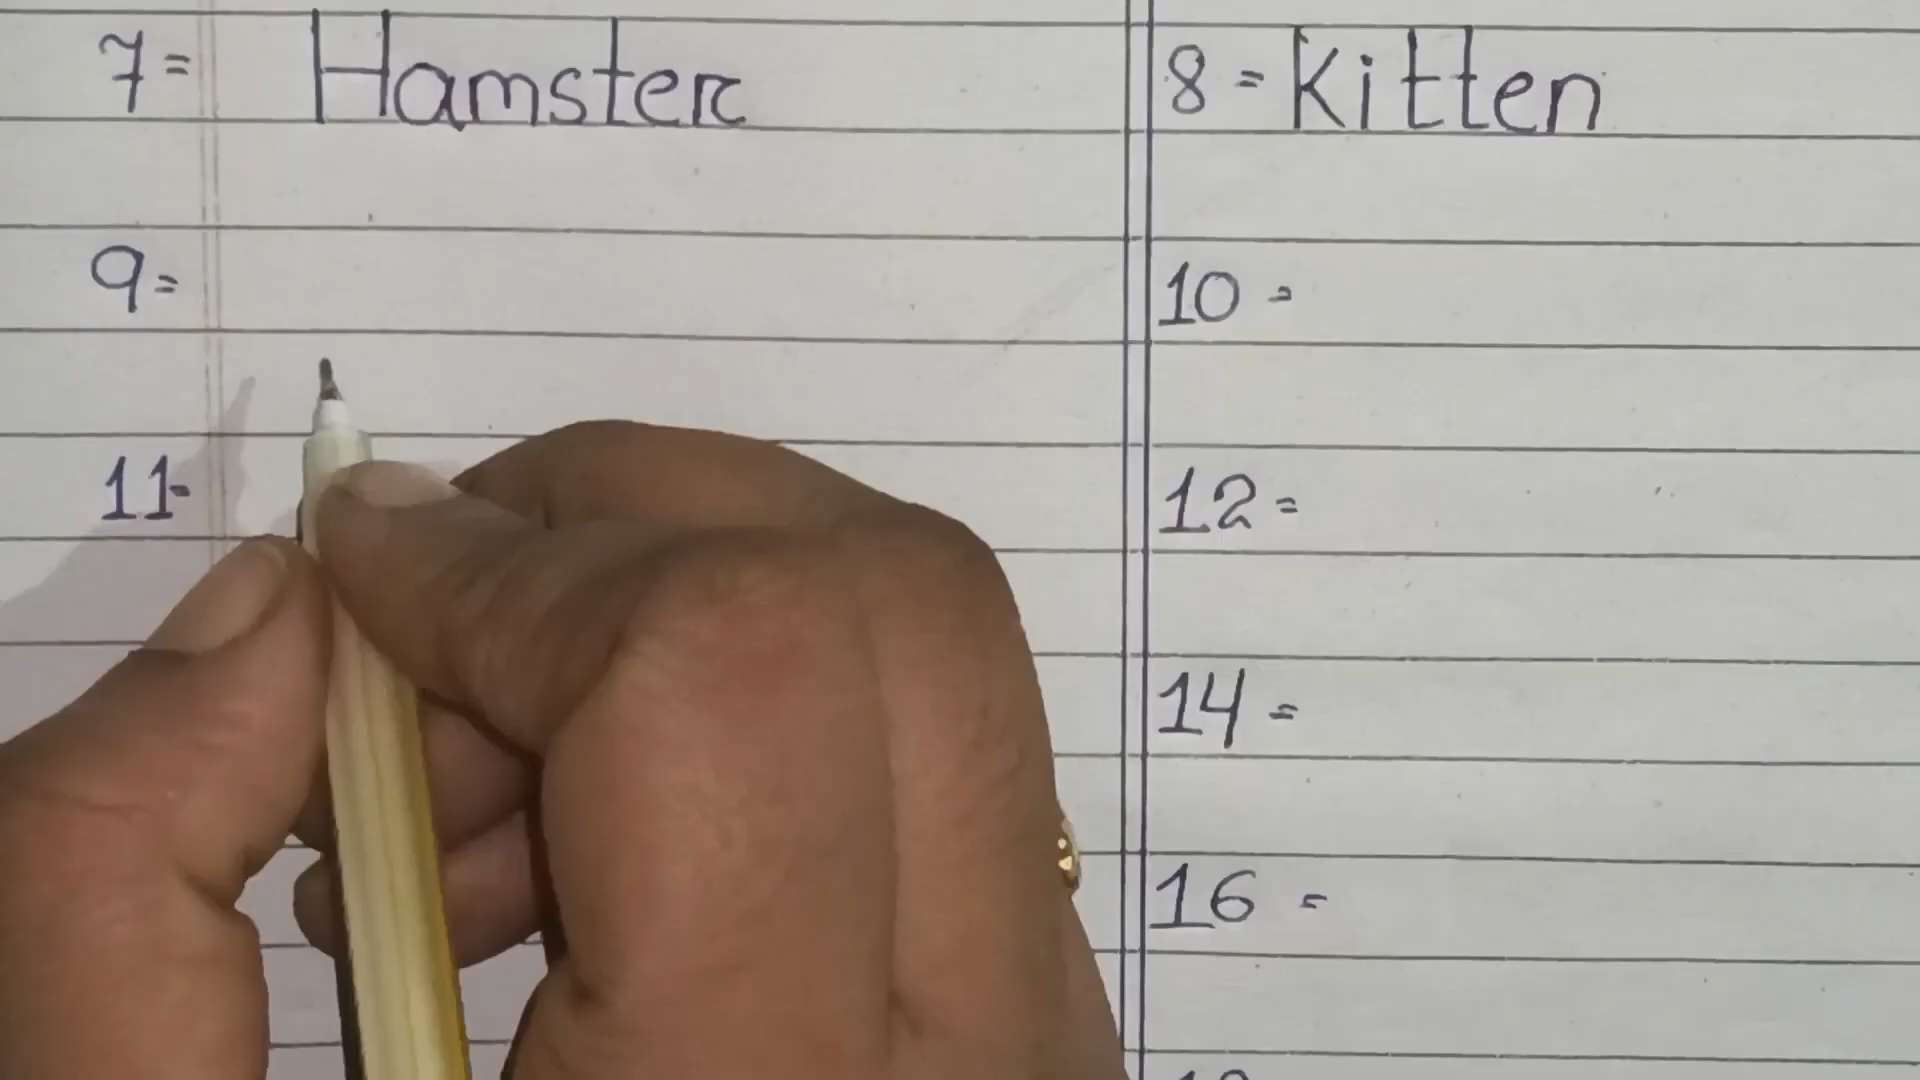 7= Hamster 8= Kitten
9= 10=
11= 12=
14=
16=